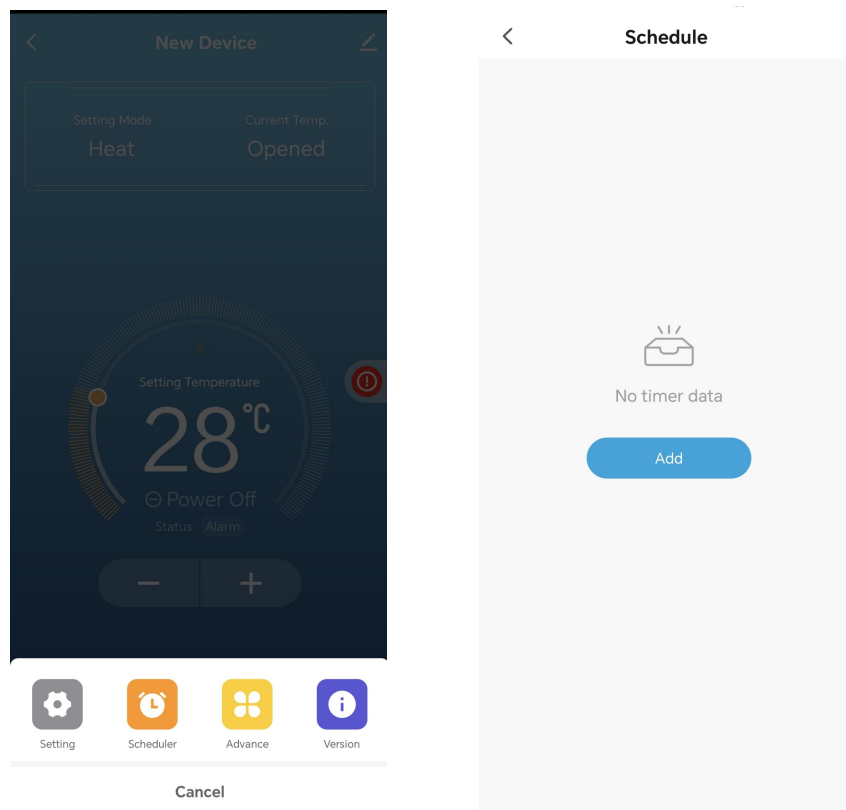 New Device
Setting Mode
Current Temp.
Heat
Opened
Setting Temperature
28°C
Power Off
Status: Alarm
Setting
Scheduler
Advance
Version
Cancel
Schedule
No timer data
Add